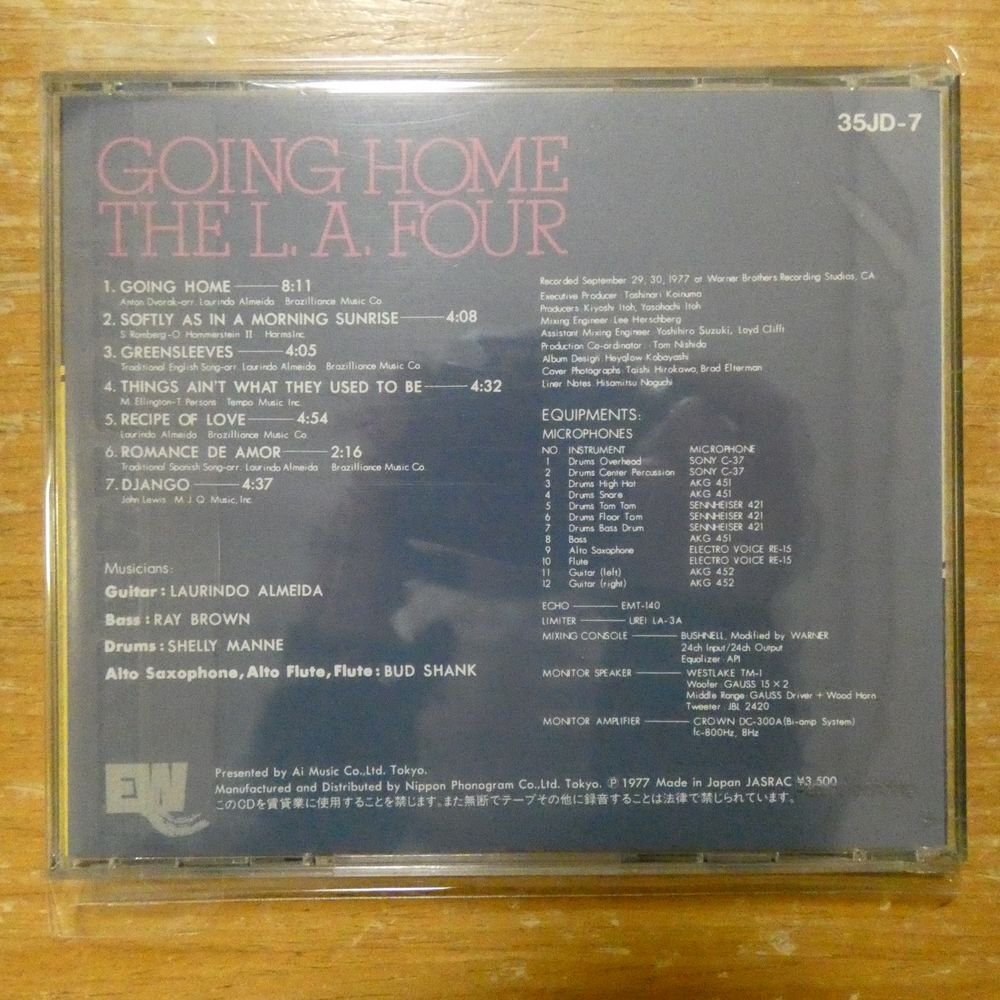 35JD-7
GOING HOME
THE L. A. FOUR
1. GOING HOME 8:11
Anton Dvorak-arr. Laurindo Almeida Brazilliance Music Co
2. SOFTLY AS IN A MORNING SUNRISE 4:08
S Romberg-O Hammerstein II HarmsInc.
3. GREENSLEEVES 4:05
Traditional English Song-arr. Laurindo Almeida Brazilliance Music Co.
4. THINGS AIN'T WHAT THEY USED TO BE 4:32
M. Ellington-T Persons Tempo Music Inc
5. RECIPE OF LOVE 4:54
Laurindo Almeida Brazilliance Music Co
6. ROMANCE DE AMOR 2:16
Traditional Spanish Song-arr. Laurindo Almeida Brazilliance Music Co.
7. DJANGO 4:37
John Lewis M. J. Q. Music, Inc.
Musicians:
Guitar: LAURINDO ALMEIDA
Bass: RAY BROWN
Drums: SHELLY MANNE
Alto Saxophone, Alto Flute, Flute: BUD SHANK
Recorded September 29, 30, 1977 at Warner Brothers Recording Studios, CA
Executive Producer Toshinari Koinuma
Producers Kiyoshi Itoh, Yasohachi Itoh
Mixing Engineer Lee Herschberg
Assistant Mixing Engineer Yoshihiro Suzuki, Loyd Clifft
Production Co-ordinator Tom Nishida
Album Design Heyqlow Kobayashi
Cover Photographs Taishi Hirokawa, Brad Elterman
Liner Notes Hisamitsu Noguchi
EQUIPMENTS:
MICROPHONES
NO INSTRUMENT MICROPHONE
1 Drums Overhead SONY C-37
2 Drums Center Percussion SONY C-37
3 Drums High Hat AKG 451
4 Drums Snare AKG 451
5 Drums Tom Tom SENNHEISER 421
6 Drums Floor Tom SENNHEISER 421
7 Drums Bass Drum SENNHEISER 421
8 Bass AKG 451
9 Alto Saxophone ELECTRO VOICE RE-15
10 Flute ELECTRO VOICE RE-15
11 Guitar (left) AKG 452
12 Guitar (right) AKG 452
ECHO EMT-140
LIMITER UREI LA-3A
MIXING CONSOLE BUSHNELL, Modified by WARNER
24ch Input/24ch Output
Equalizer API
MONITOR SPEAKER WESTLAKE TM-1
Woofer GAUSS 15 × 2
Middle Range GAUSS Driver + Wood Horn
Tweeter JBL 2420
MONITOR AMPLIFIER CROWN DC-300A(Bi-amp System)
fc-800Hz, 8Hz
EW
Presented by Ai Music Co.,Ltd. Tokyo.
Manufactured and Distributed by Nippon Phonogram Co.,Ltd. Tokyo. Ⓟ 1977 Made in Japan JASRAC ¥3,500
このCDを賃貸業に使用することを禁じます。また無断でテープその他に録音することは法律で禁じられています。